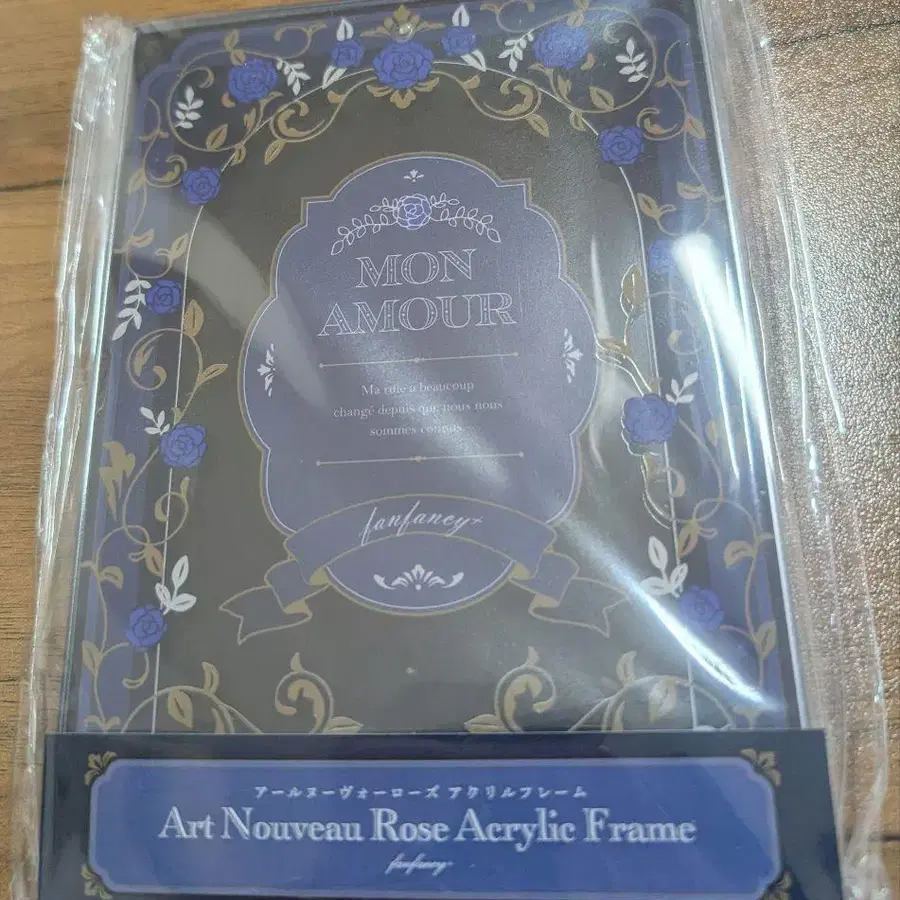 MON
AMOUR
Ma vie a beaucoup
changé depuis que nous nous
sommes connus.
fanfancy+
アールヌーヴォーローズ アクリルフレーム
Art Nouveau Rose Acrylic Frame
fanfancy+